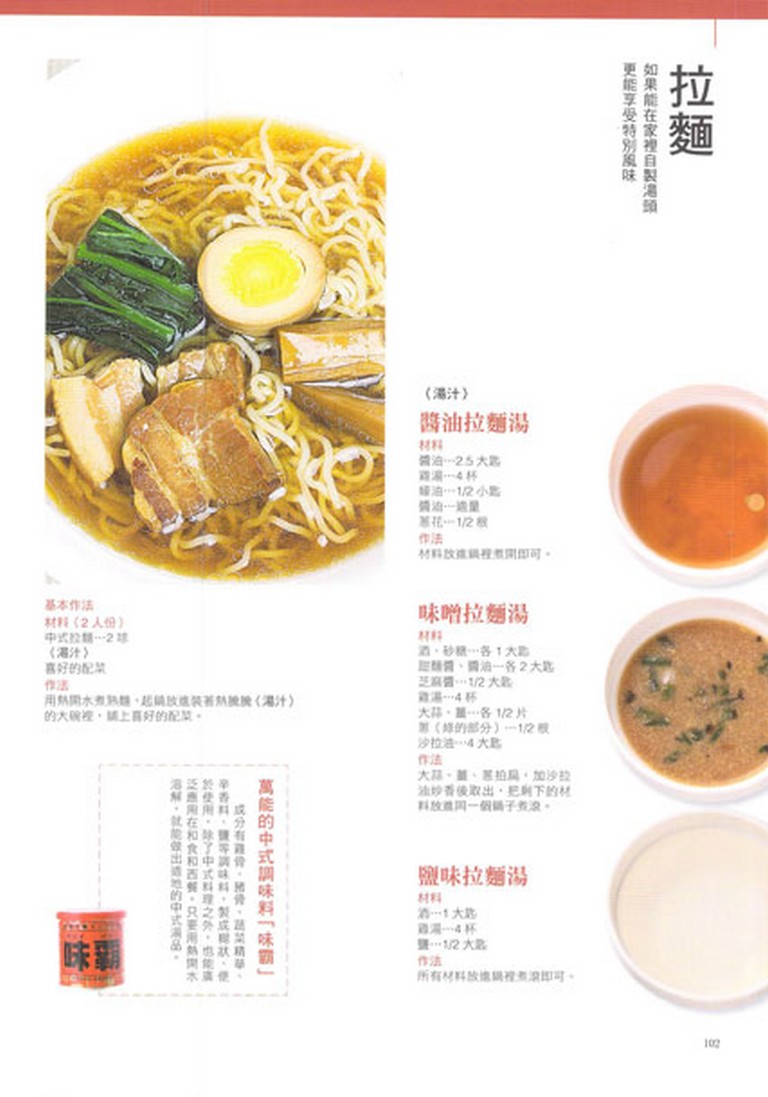 拉麵
如果能在家裡自製湯頭
更能享受特別風味
〈湯汁〉
醬油拉麵湯
材料
醬油…2.5 大匙
雞湯…4 杯
蠔油…1/2 小匙
醬油…適量
蔥花…1/2 根
作法
材料放進鍋裡煮開即可。
味噌拉麵湯
材料
酒、砂糖…各 1 大匙
甜麵醬、醬油…各 2 大匙
芝麻醬…1/2 大匙
雞湯…4 杯
大蒜、薑…各 1/2 片
蔥（綠的部分）…1/2 根
沙拉油…4 大匙
作法
大蒜、薑、蔥拍扁，加沙拉
油炒香後取出，把剩下的材
料放進同一個鍋子煮滾。
鹽味拉麵湯
材料
酒…1 大匙
雞湯…4 杯
鹽…1/2 大匙
作法
所有材料放進鍋裡煮滾即可。
基本作法
材料（2 人份）
中式拉麵…2 球
〈湯汁〉
喜好的配菜
作法
用熱開水煮熟麵，起鍋放進裝著熱騰騰〈湯汁〉
的大碗裡，鋪上喜好的配菜。
萬能的中式調味料「味霸」
成分有雞骨、豬骨、蔬菜精華、
辛香料、鹽等調味料，製成糊狀，便
於使用。除了中式料理之外，也能廣
泛應用在和食和西餐。只要用熱開水
溶解，就能做出道地的中式湯品。
味霸
102